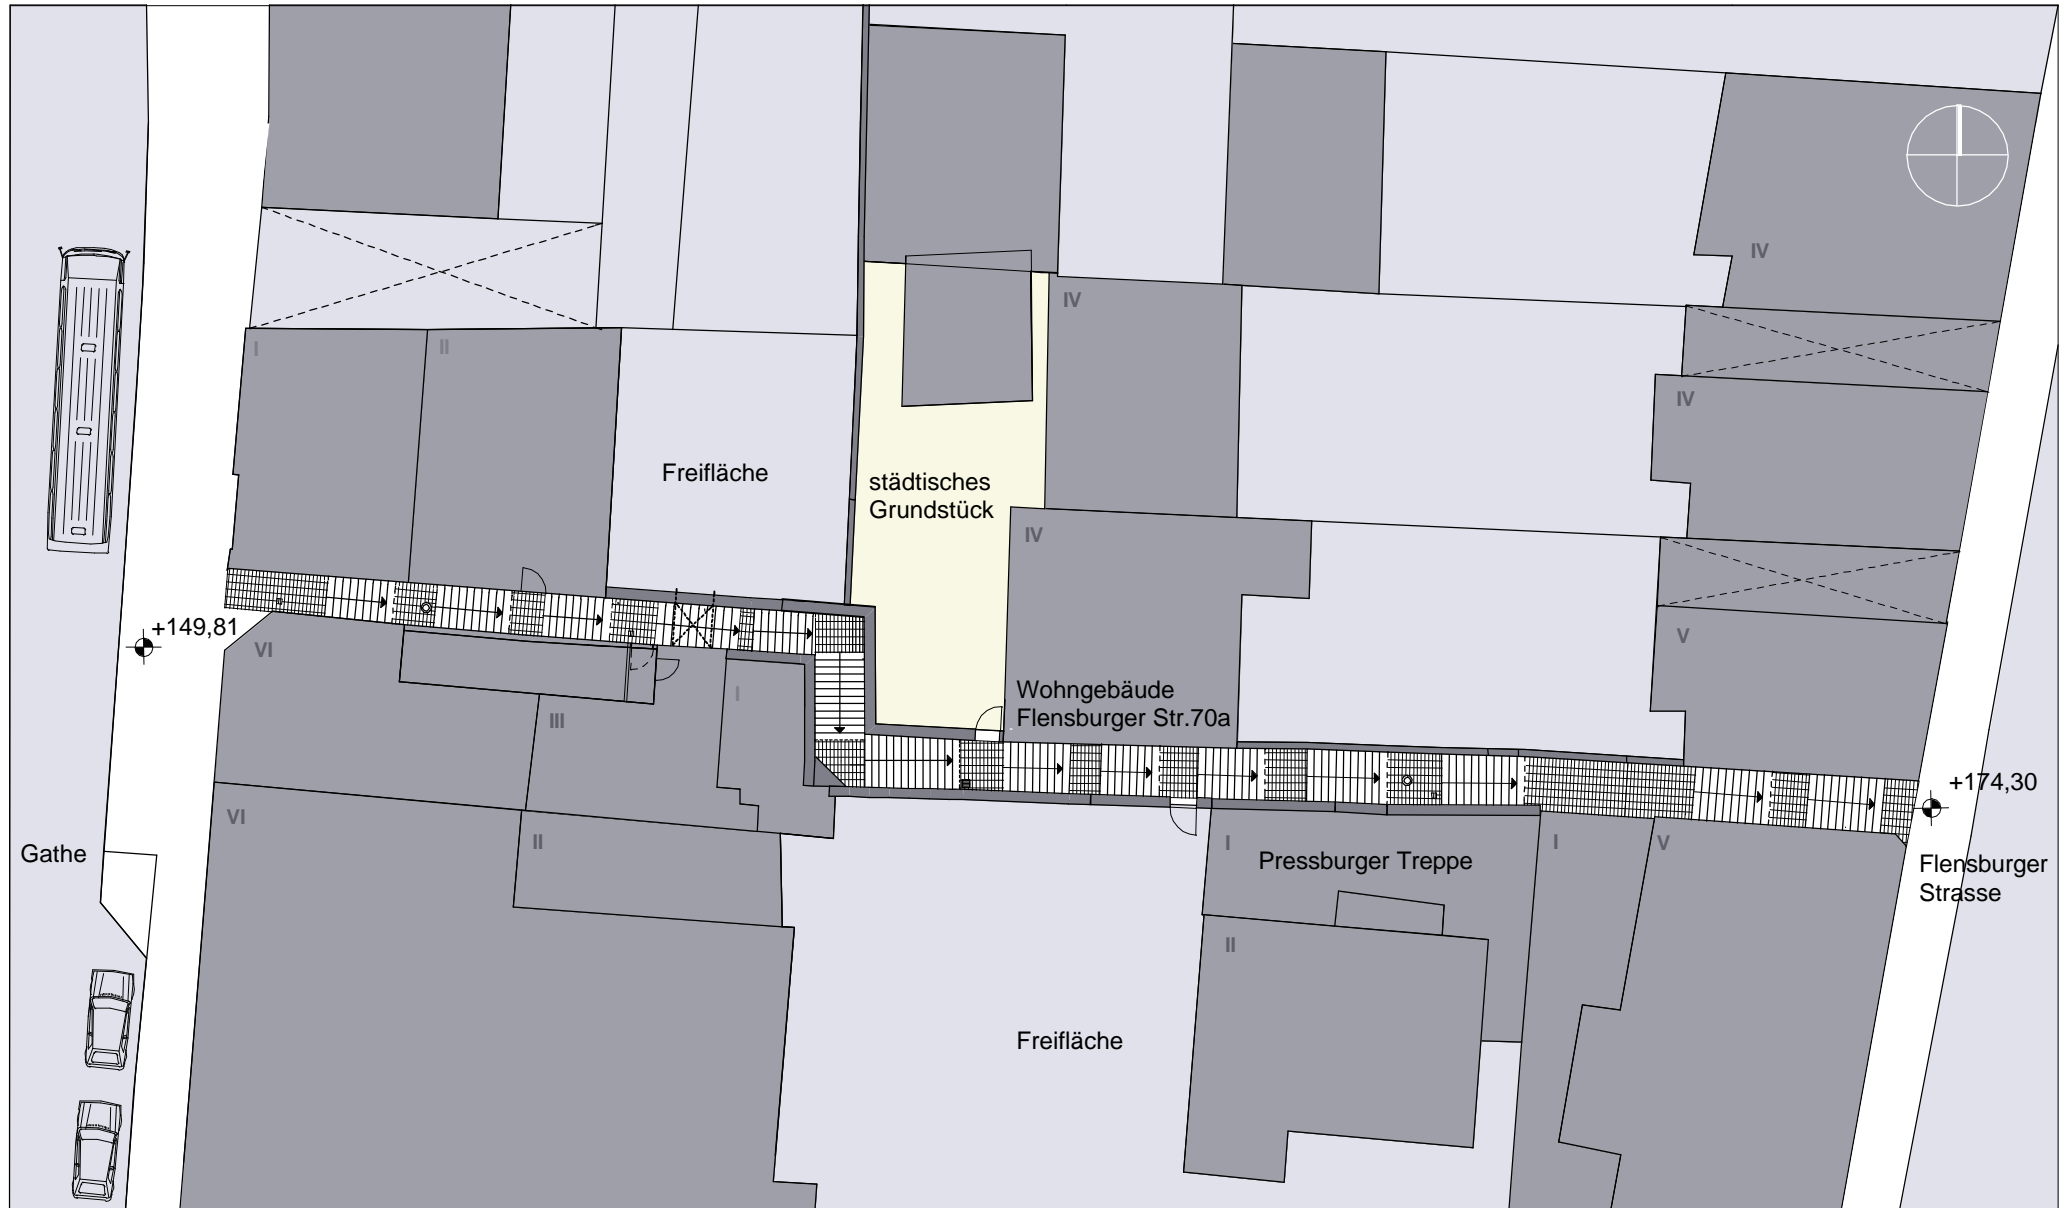 IV
IV
I
II
IV
Freifläche
städtisches
Grundstück
IV
+149,81
VI
V
Wohngebäude
Flensburger Str.70a
I
III
+174,30
VI
II
Gathe
I
Pressburger Treppe
I
V
Flensburger
Strasse
II
Freifläche